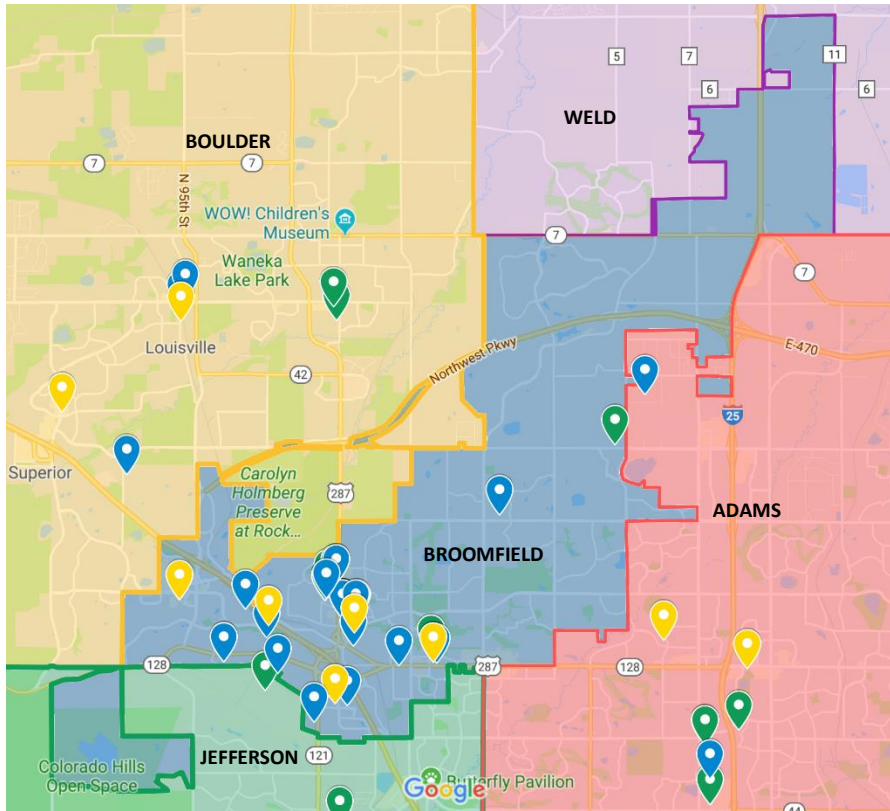 5
7
11
6
6
WELD
BOULDER
7
7
N 95th St
WOW! Children's
Museum
7
Waneka
Lake Park
7
Louisville
Northwest Pkwy
E-470
42
25
Superior
Carolyn
Holmberg
Preserve
at Rock...
287
ADAMS
BROOMFIELD
128
287
128
JEFFERSON
121
Colorado Hills
Open Space
Butterfly Pavilion
Google
44